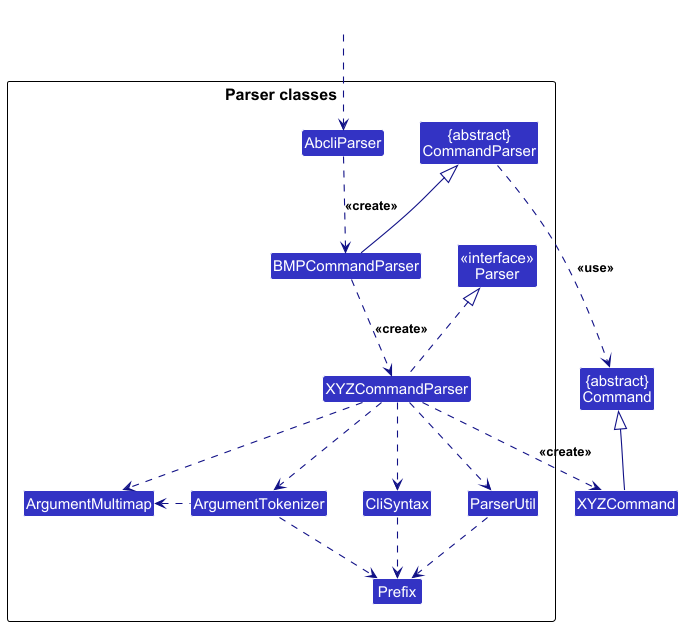 Parser classes
AbcliParser
{abstract}
CommandParser
«create»
BMPCommandParser
«interface»
Parser
«use»
«create»
XYZCommandParser
{abstract}
Command
«create»
ArgumentMultimap
ArgumentTokenizer
CliSyntax
ParserUtil
XYZCommand
Prefix